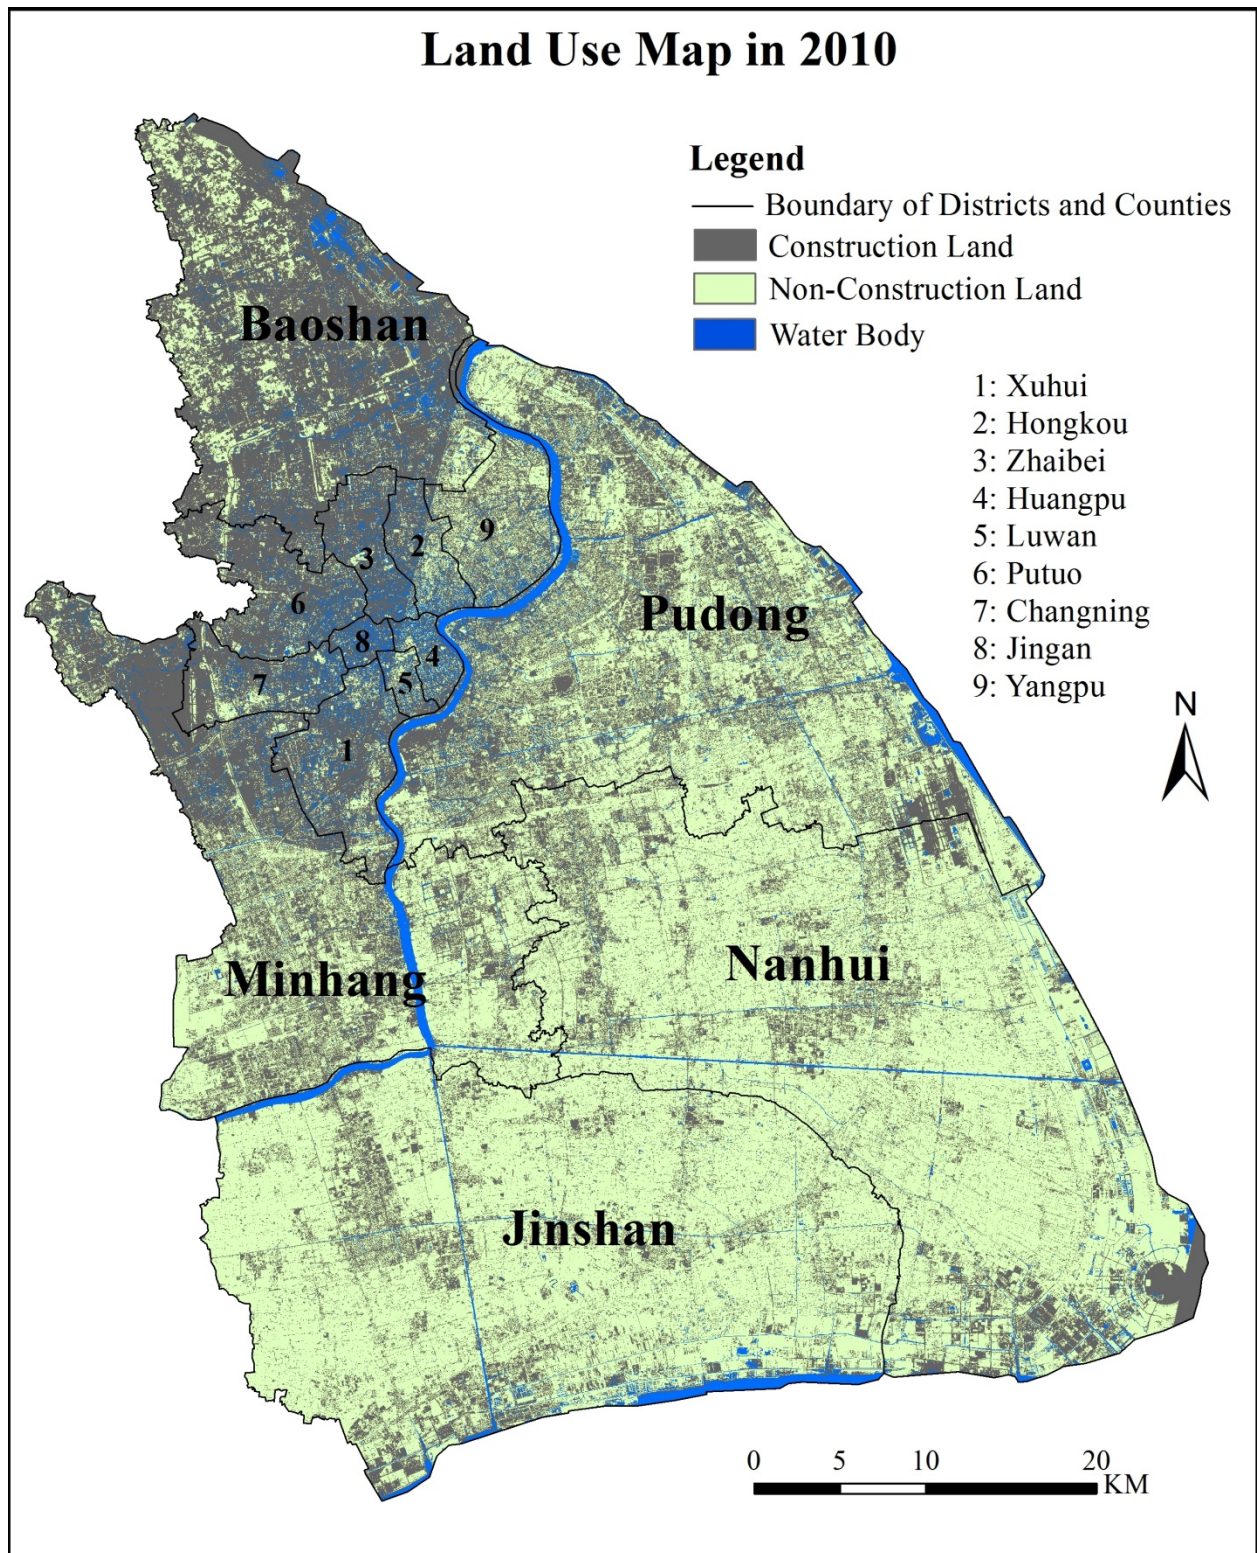 Land Use Map in 2010
Legend
Boundary of Districts and Counties
Construction Land
Non-Construction Land
Water Body
1: Xuhui
2: Hongkou
3: Zhaibei
4: Huangpu
5: Luwan
6: Putuo
7: Changning
8: Jingan
9: Yangpu
N
Baoshan
9
2
3
6
Pudong
8
4
7
5
1
Nanhui
Minhang
Jinshan
0 5 10 20
KM